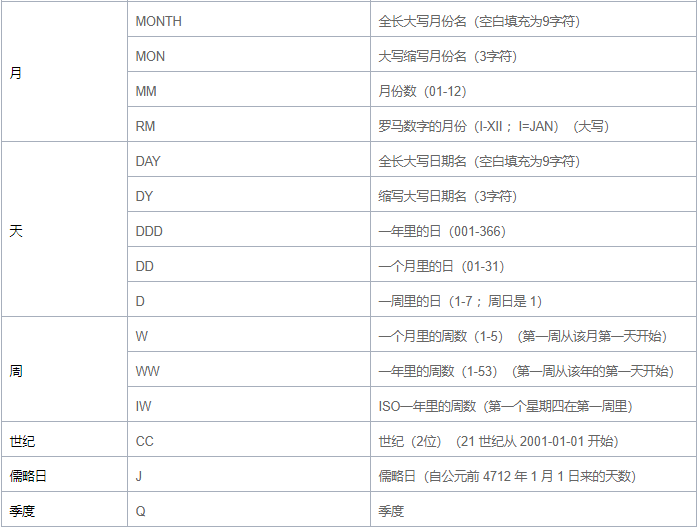 月
MONTH 全长大写月份名（空白填充为9字符）
MON 大写缩写月份名（3字符）
MM 月份数（01-12）
RM 罗马数字的月份（I-XII ；I=JAN）（大写）
天
DAY 全长大写日期名（空白填充为9字符）
DY 缩写大写日期名（3字符）
DDD 一年里的日（001-366）
DD 一个月里的日（01-31）
D 一周里的日（1-7 ；周日是 1）
周
W 一个月里的周数（1-5）（第一周从该月第一天开始）
WW 一年里的周数（1-53）（第一周从该年的第一天开始）
IW ISO一年里的周数（第一个星期四在第一周里）
世纪 CC 世纪（2位）（21 世纪从 2001-01-01 开始）
儒略日 J 儒略日（自公元前 4712 年 1 月 1 日来的天数）
季度 Q 季度